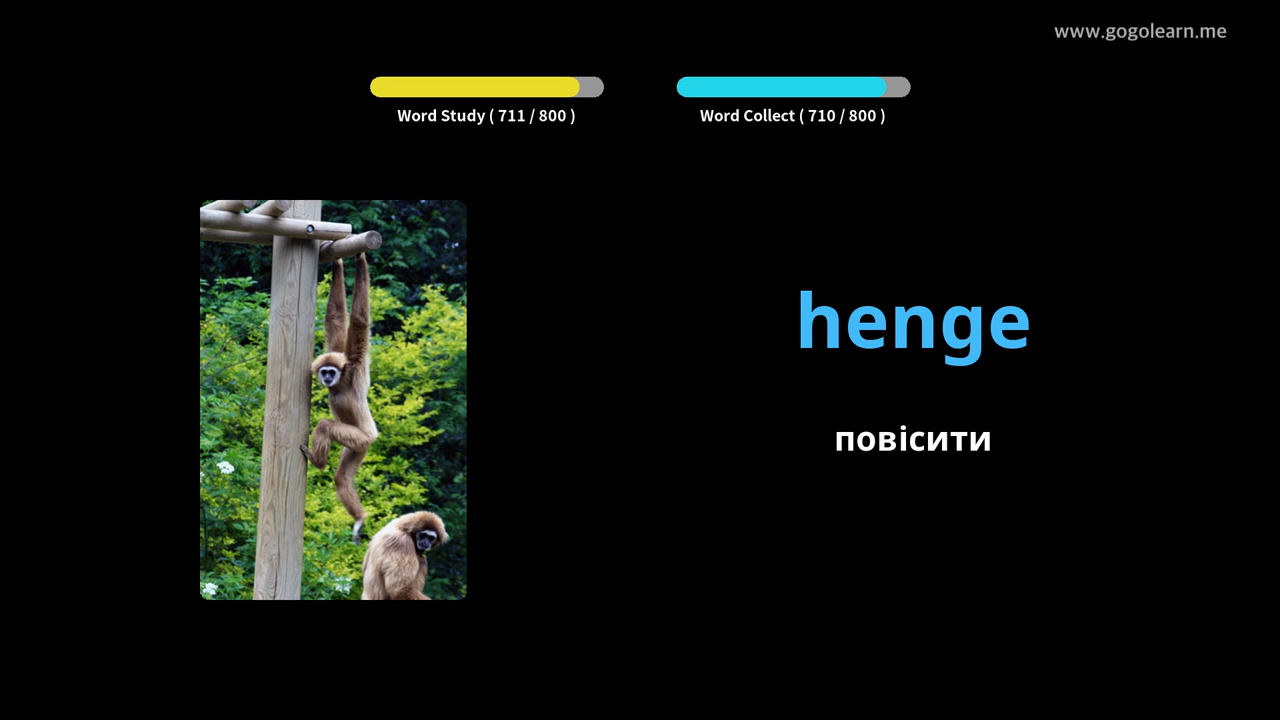 www.gogolearn.me
Word Study ( 711 / 800 )
Word Collect ( 710 / 800 )
henge
повісити